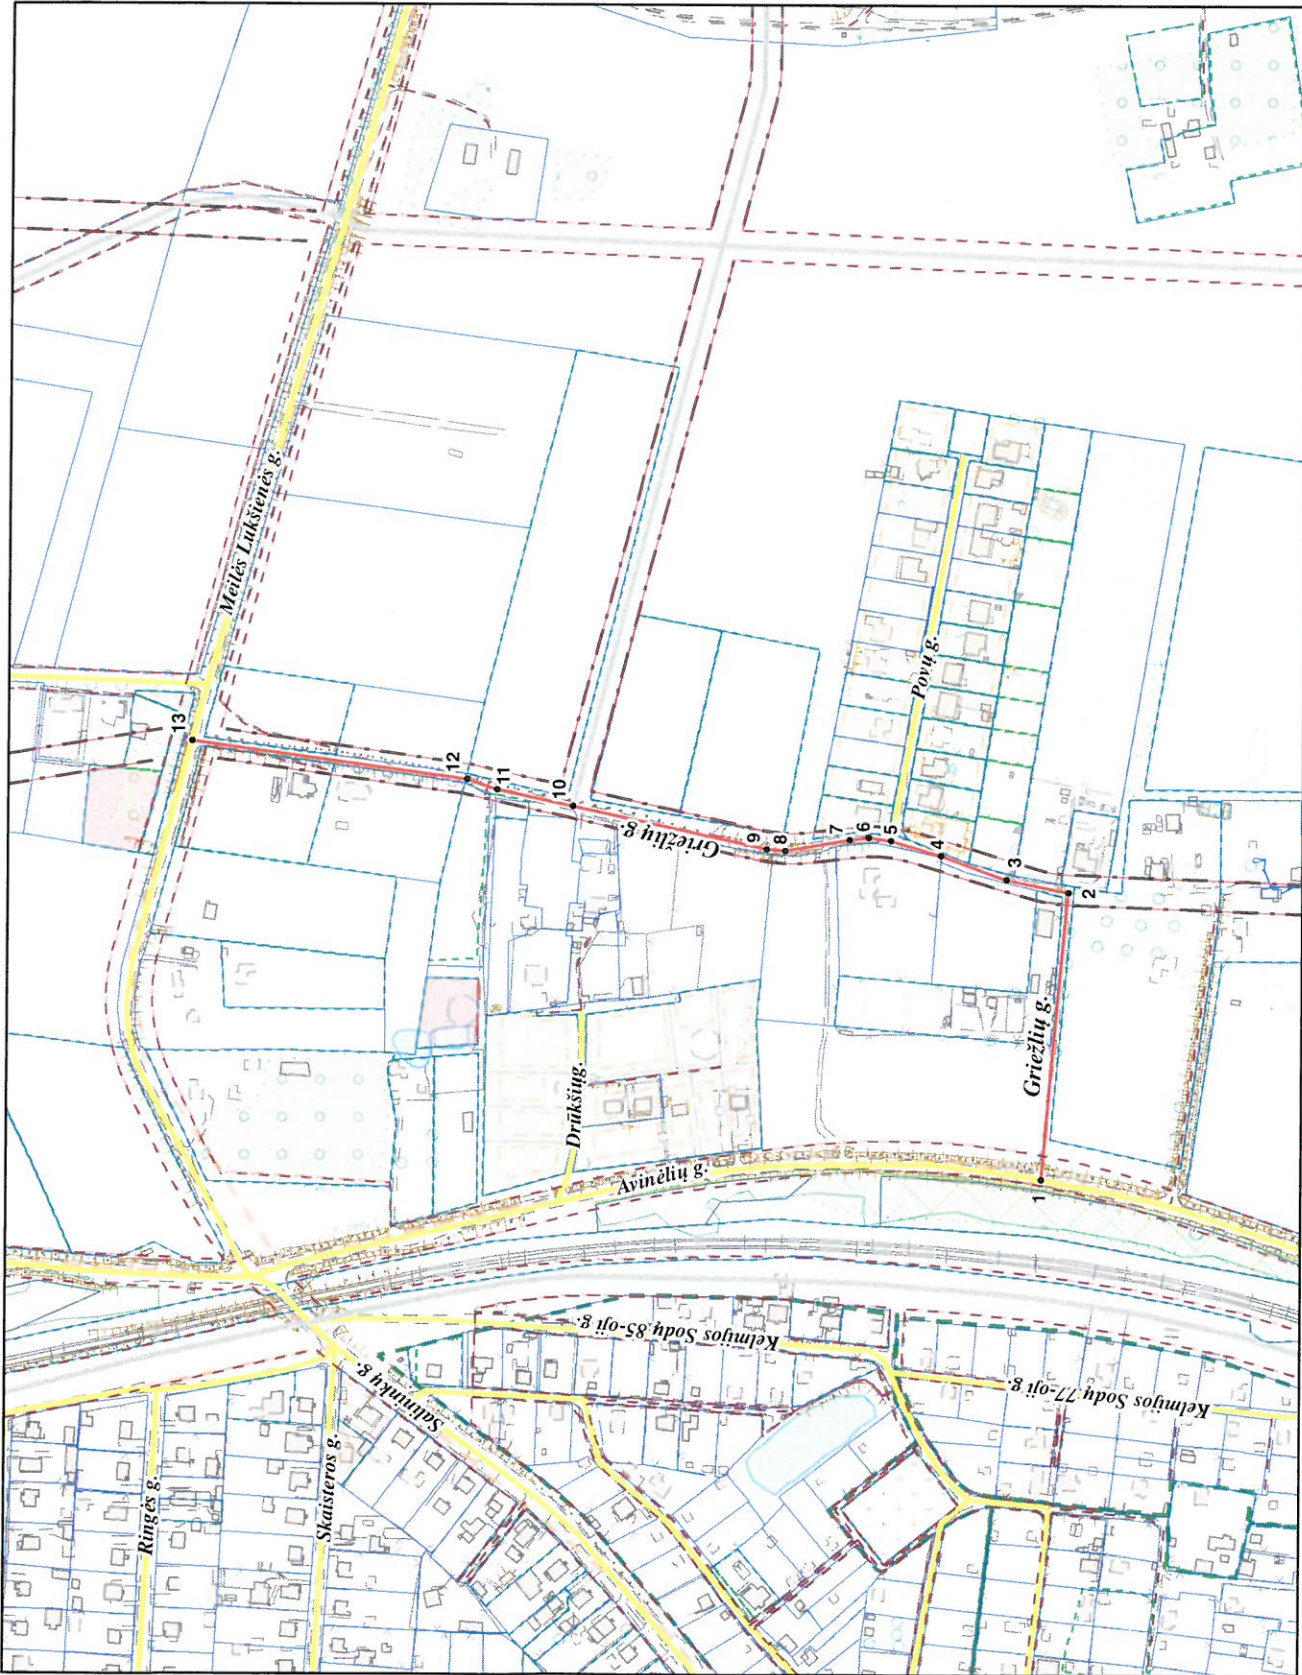 Meilės Lukšienės g.
13
12
11
10
Griežlių g.
9
8
7
6
5
4
3
2
Povų g.
Griežlių g.
1
Drūkšių g.
Avinėlių g.
Kelmijos Sodų 85-oji g.
Kelmijos Sodų 77-oji g.
Salininkų g.
Skaisteros g.
Ringės g.